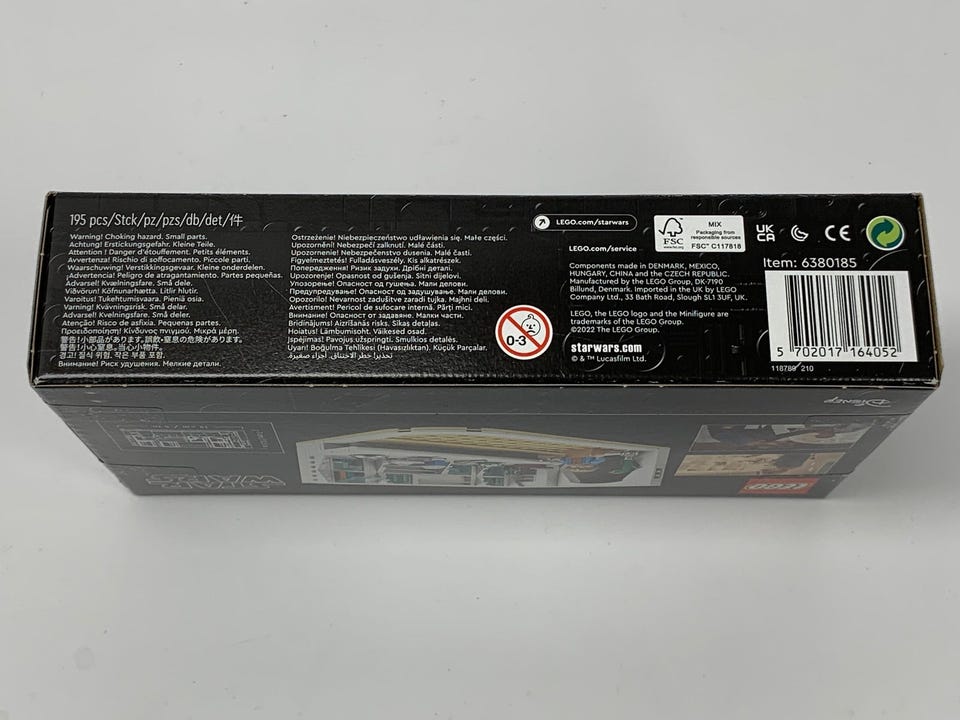 195 pcs/Stck/pz/pzs/db/det/件
Warning! Choking hazard. Small parts.
Achtung! Erstickungsgefahr. Kleine Teile.
Attention ! Danger d'étouffement. Petits éléments.
Avvertenza! Rischio di soffocamento. Piccole parti.
Waarschuwing! Verstikkingsgevaar. Kleine onderdelen.
¡Advertencia! Peligro de atragantamiento. Partes pequeñas.
Advarsel! Kvælningsfare. Små dele.
Viðvörun! Köfnunarhætta. Litlir hlutir.
Varoitus! Tukehtumisvaara. Pieniä osia.
Varning! Kvävningsrisk. Små delar.
Advarsel! Kvelningsfare. Små deler.
Atenção! Risco de asfixia. Pequenas partes.
Προειδοποίηση! Κίνδυνος πνιγμού. Μικρά μέρη.
警告!小部品があります。誤飲・窒息の危険があります。
警告!小心窒息。当心小物件。
경고! 질식 위험. 작은 부품 포함.
Внимание! Риск удушения. Мелкие детали.
Ostrzeżenie! Niebezpieczeństwo udławienia się. Małe części.
Upozornění! Nebezpečí zalknutí. Malé části.
Upozornenie! Nebezpečenstvo dusenia. Malé časti.
Figyelmeztetés! Fulladásveszély. Kis alkatrészek.
Попередження! Ризик задухи. Дрібні деталі.
Upozorenje! Opasnost od gušenja. Sitni dijelovi.
Упозорење! Опасност од гушења. Мали делови.
Предупредување! Опасност од задушување. Мали делови.
Opozorilo! Nevarnost zadušitve zaradi tujka. Majhni deli.
Avertisment! Pericol de sufocare internă. Părți mici.
Внимание! Опасност от задавяне. Малки части.
Brīdinājums! Aizrīšanās risks. Sīkas detaļas.
Hoiatus! Lämbumisoht. Väikesed osad.
Įspėjimas! Pavojus užspringti. Smulkios detalės.
Uyarı! Boğulma Tehlikesi (Havasızlıktan). Küçük Parçalar.
تحذير! خطر الاختناق. أجزاء صغيرة.
0-3
LEGO.com/starwars
LEGO.com/service
Components made in DENMARK, MEXICO,
HUNGARY, CHINA and the CZECH REPUBLIC.
Manufactured by the LEGO Group, DK-7190
Billund, Denmark. Imported in the UK by LEGO
Company Ltd., 33 Bath Road, Slough SL1 3UF, UK.
LEGO, the LEGO logo and the Minifigure are
trademarks of the LEGO Group.
©2022 The LEGO Group.
starwars.com
© & ™ Lucasfilm Ltd.
FSC
www.fsc.org
MIX
Packaging from
responsible sources
FSC® C117818
UK
CA
CE
Item: 6380185
5 702017 164052
118789 210
Disney
STAR
WARS
LEGO